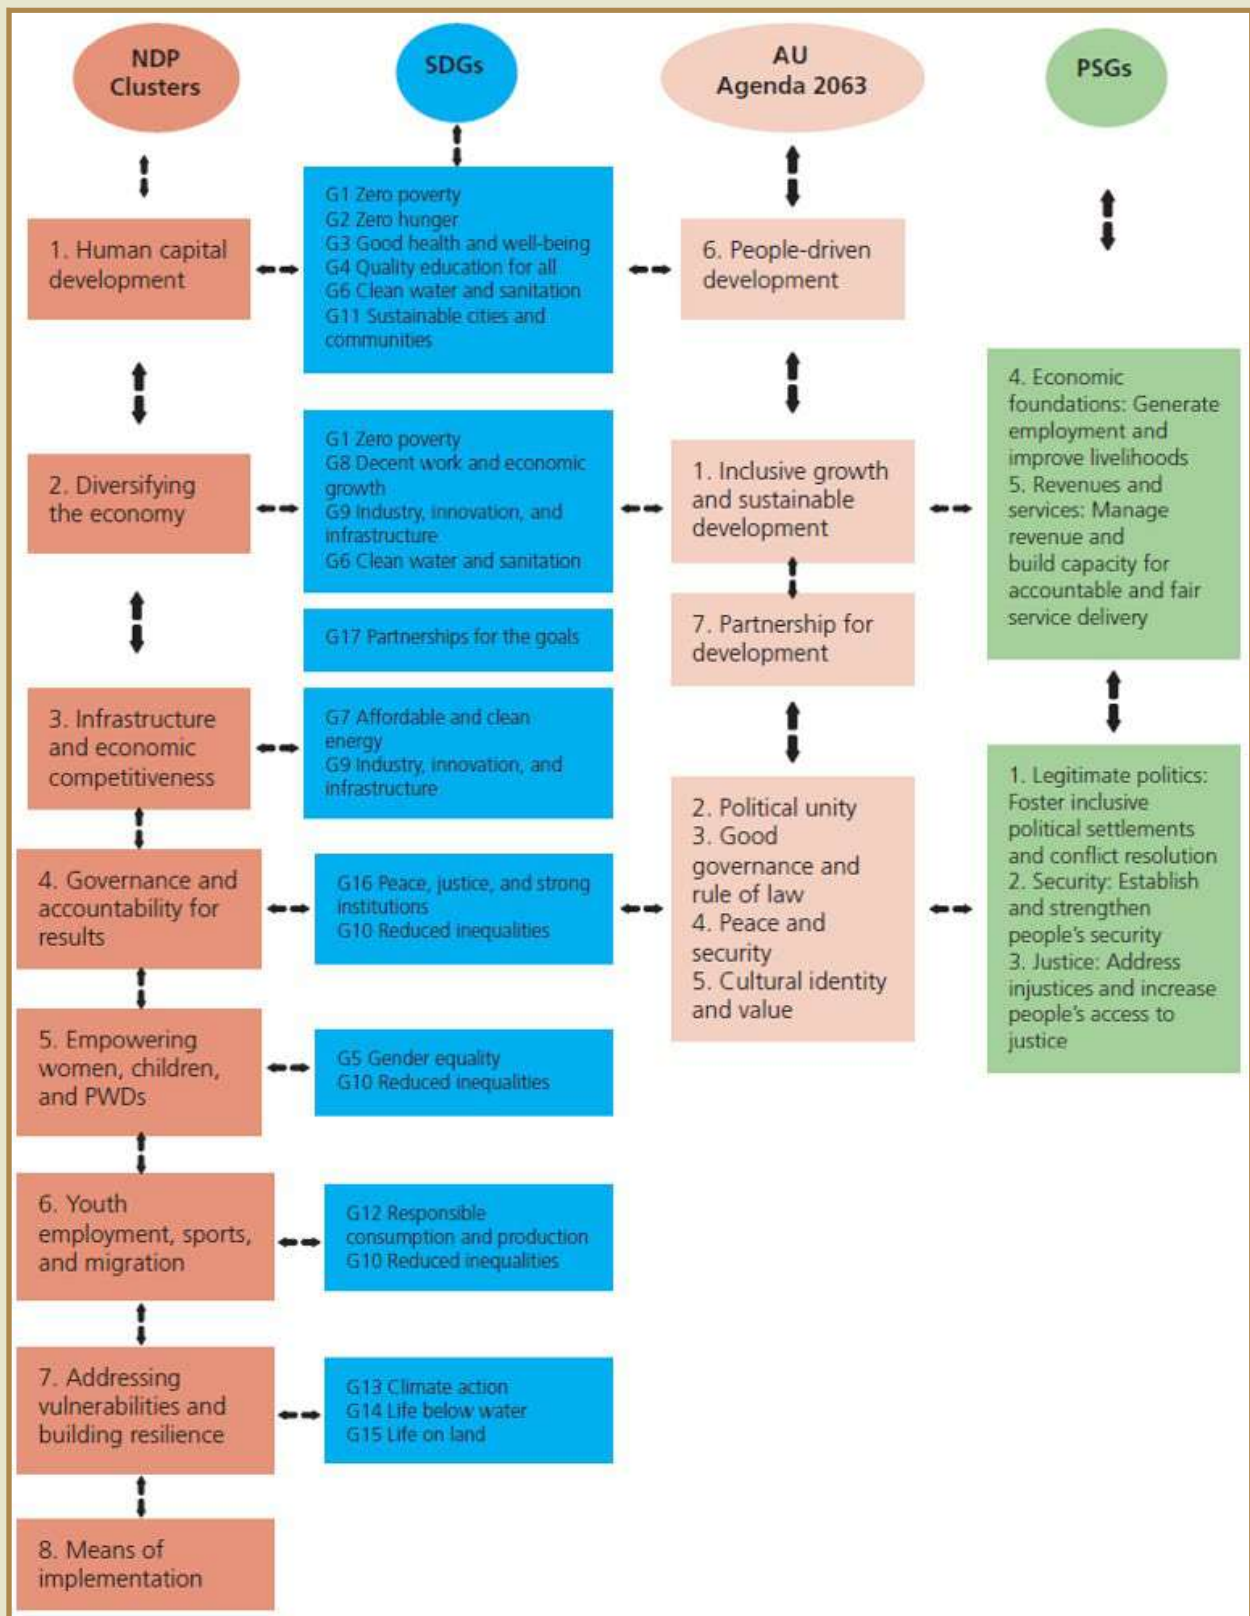 NDP
Clusters
SDGs
AU
Agenda 2063
PSGs
1. Human capital
development
G1 Zero poverty
G2 Zero hunger
G3 Good health and well-being
G4 Quality education for all
G6 Clean water and sanitation
G11 Sustainable cities and
communities
6. People-driven
development
2. Diversifying
the economy
G1 Zero poverty
G8 Decent work and economic
growth
G9 Industry, innovation, and
infrastructure
G6 Clean water and sanitation
1. Inclusive growth
and sustainable
development
4. Economic
foundations: Generate
employment and
improve livelihoods
5. Revenues and
services: Manage
revenue and
build capacity for
accountable and fair
service delivery
G17 Partnerships for the goals
7. Partnership for
development
3. Infrastructure
and economic
competitiveness
G7 Affordable and clean
energy
G9 Industry, innovation, and
infrastructure
4. Governance and
accountability for
results
G16 Peace, justice, and strong
institutions
G10 Reduced inequalities
2. Political unity
3. Good
governance and
rule of law
4. Peace and
security
5. Cultural identity
and value
1. Legitimate politics:
Foster inclusive
political settlements
and conflict resolution
2. Security: Establish
and strengthen
people's security
3. Justice: Address
injustices and increase
people's access to
justice
5. Empowering
women, children,
and PWDs
G5 Gender equality
G10 Reduced inequalities
6. Youth
employment, sports,
and migration
G12 Responsible
consumption and production
G10 Reduced inequalities
7. Addressing
vulnerabilities and
building resilience
G13 Climate action
G14 Life below water
G15 Life on land
8. Means of
implementation